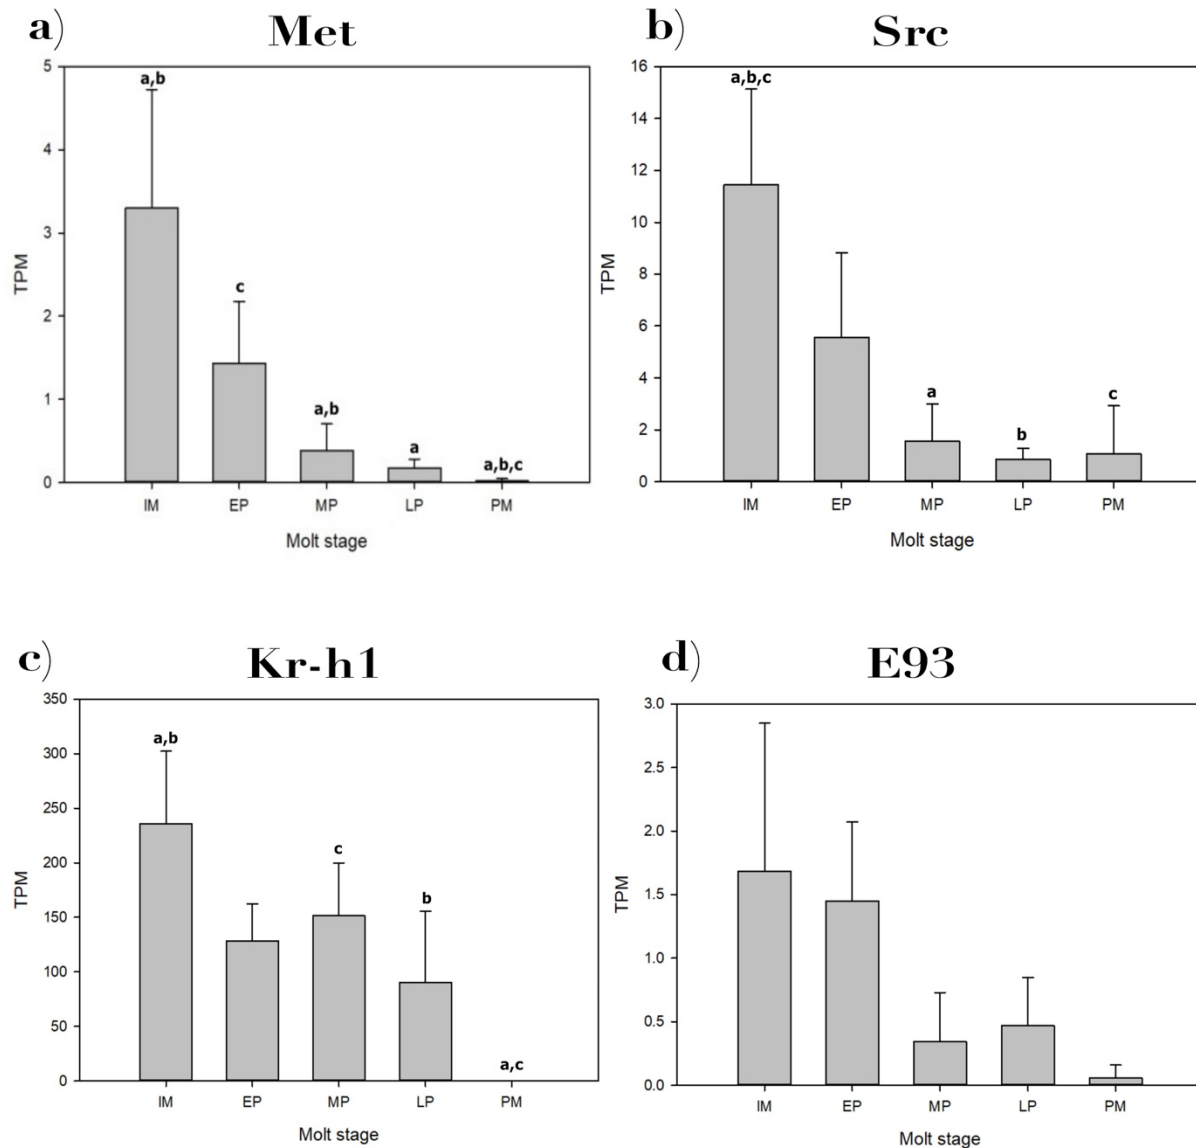 a) Met
5
4
3
2
1
0
TPM
a,b
c
a,b
a
a,b,c
IM EP MP LP PM
Molt stage
b) Src
16
14
12
10
8
6
4
2
0
TPM
a,b,c
a
b
c
IM EP MP LP PM
Molt stage
c) Kr-h1
350
300
250
200
150
100
50
0
TPM
a,b
c
b
a,c
IM EP MP LP PM
Molt stage
d) E93
3.0
2.5
2.0
1.5
1.0
0.5
0.0
TPM
IM EP MP LP PM
Molt stage